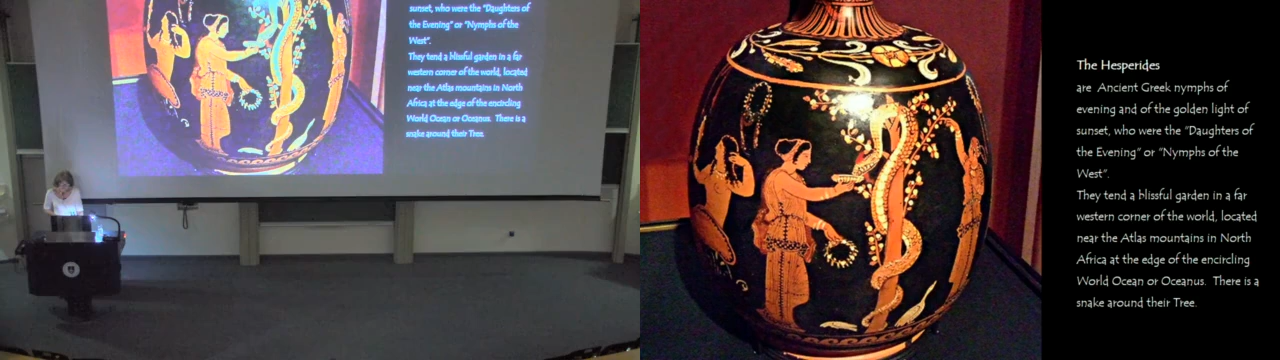 sunset, who were the "Daughters of
the Evening" or "Nymphs of the
West".
They tend a blissful garden in a far
western corner of the world, located
near the Atlas mountains in North
Africa at the edge of the encircling
World Ocean or Oceanus. There is a
snake around their Tree.
The Hesperides
are Ancient Greek nymphs of
evening and of the golden light of
sunset, who were the "Daughters of
the Evening" or "Nymphs of the
West".
They tend a blissful garden in a far
western corner of the world, located
near the Atlas mountains in North
Africa at the edge of the encircling
World Ocean or Oceanus. There is a
snake around their Tree.